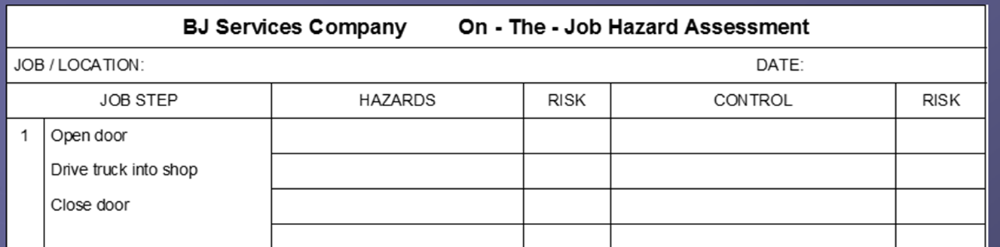 BJ Services Company On - The - Job Hazard Assessment
JOB / LOCATION: DATE:
JOB STEP HAZARDS RISK CONTROL RISK
1 Open door
Drive truck into shop
Close door